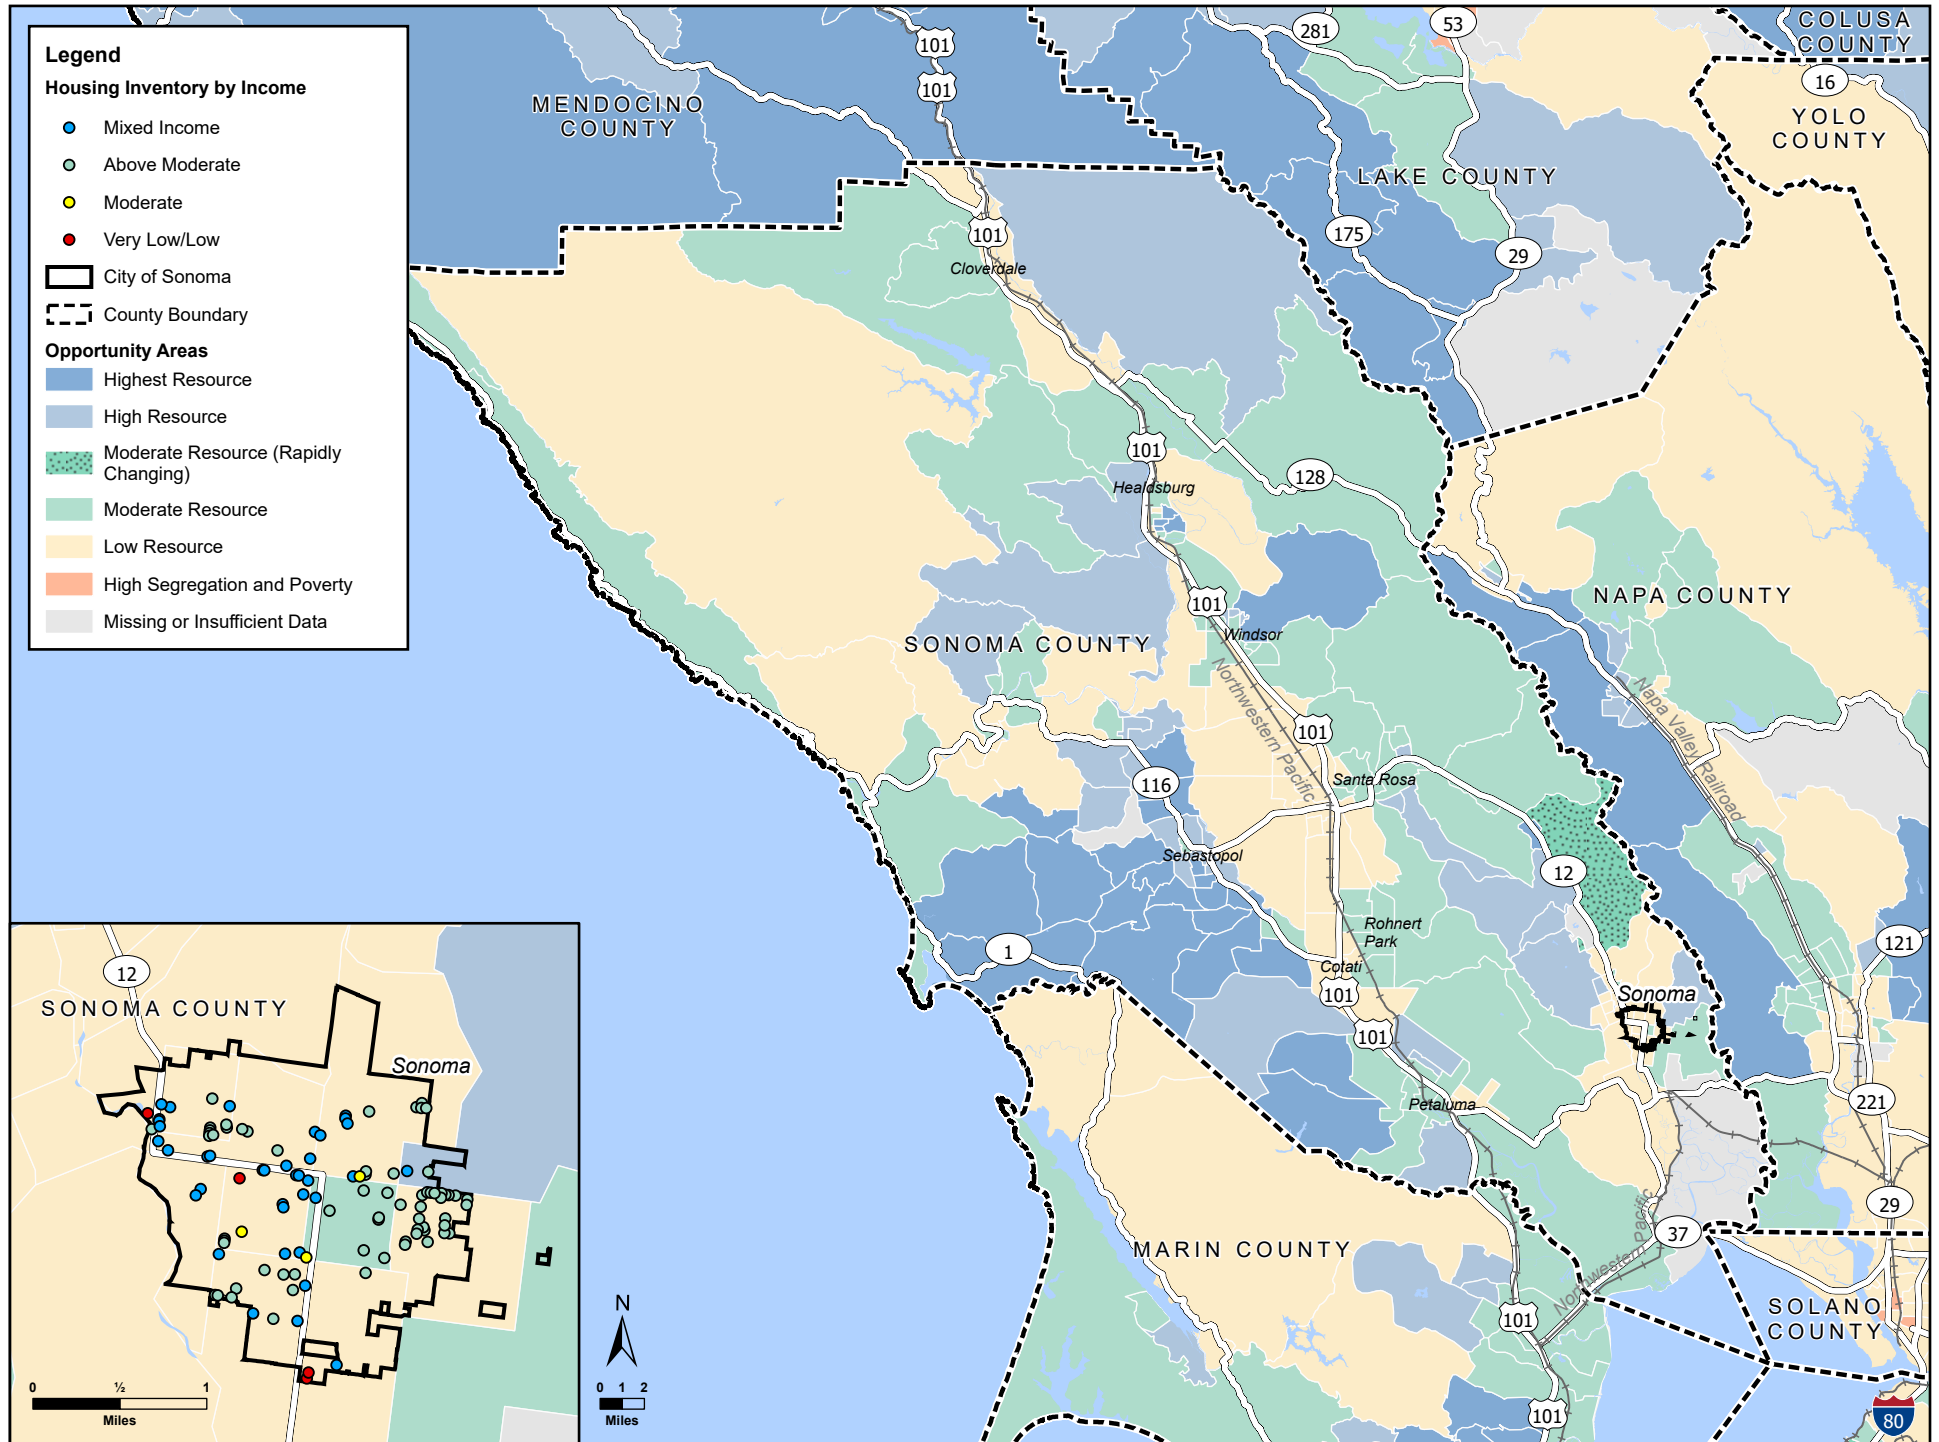 Legend
Housing Inventory by Income
Mixed Income
Above Moderate
Moderate
Very Low/Low
City of Sonoma
County Boundary
Opportunity Areas
Highest Resource
High Resource
Moderate Resource (Rapidly
Changing)
Moderate Resource
Low Resource
High Segregation and Poverty
Missing or Insufficient Data
101
101
281
53
COLUSA
COUNTY
16
YOLO
COUNTY
MENDOCINO
COUNTY
LAKE COUNTY
175
29
101
Cloverdale
101
Healdsburg
128
NAPA COUNTY
101
Windsor
SONOMA COUNTY
Northwestern Pacific
Napa Valley Railroad
101
Santa Rosa
116
Sebastopol
12
Rohnert
Park
1
Cotati
101
121
Sonoma
101
Petaluma
221
29
Northwestern Pacific
37
MARIN COUNTY
101
SOLANO
COUNTY
101
80
12
SONOMA COUNTY
Sonoma
0 ½ 1
Miles
N
0 1 2
Miles